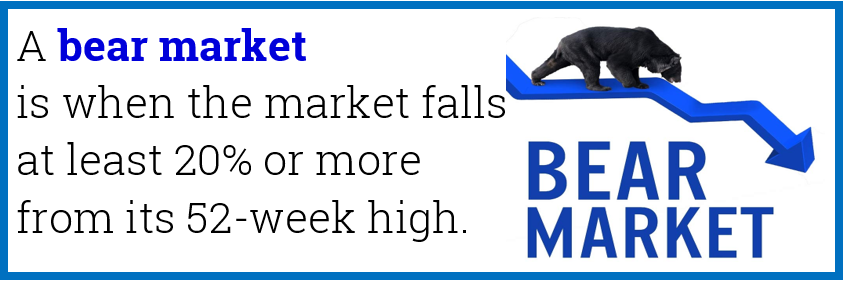 A bear market
is when the market falls
at least 20% or more
from its 52-week high.
BEAR
MARKET